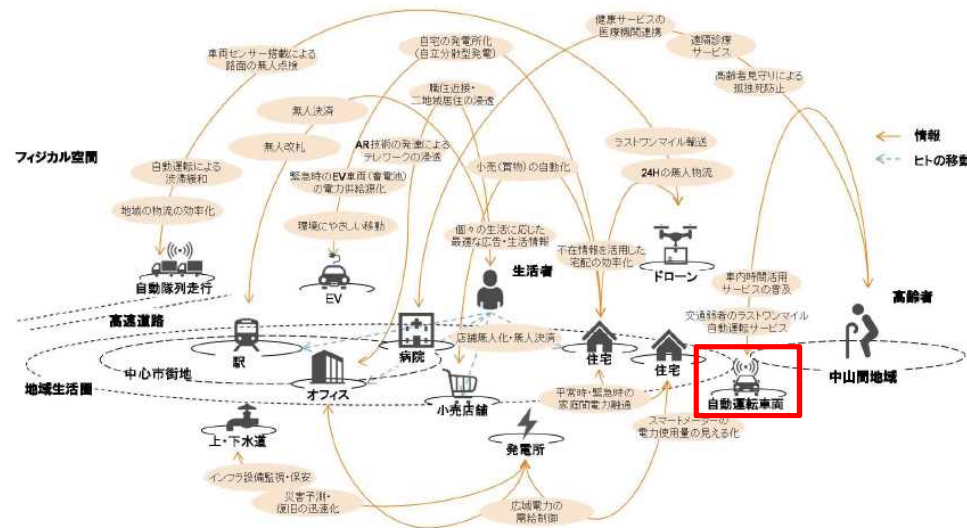 車両センサー搭載による
路面の無人点検
自宅の発電所化
(自立分散型発電)
健康サービスの
医療機関連携
遠隔診療
サービス
高齢者見守りによる
孤独死防止
職住近接・
二地域居住の浸透
無人決済
無人改札
AR技術の発達による
テレワークの浸透
ラストワンマイル輸送
情報
ヒトの移動
フィジカル空間
自動運転による
渋滞緩和
緊急時のEV車両(蓄電池)
の電力供給源化
小売(買物)の自動化
24Hの無人物流
地域の物流の効率化
環境にやさしい移動
個々の生活に応じた
最適な広告・生活情報
不在情報を活用した
宅配の効率化
ドローン
自動隊列走行
EV
生活者
車内時間活用
サービスの普及
高齢者
高速道路
交通弱者のラストワンマイル
自動運転サービス
駅
病院
店舗無人化・無人決済
住宅
住宅
中心市街地
地域生活圏
オフィス
小売店舗
平常時・緊急時の
家庭間電力融通
自動運転車両
中山間地域
上・下水道
発電所
スマートメーターの
電力使用量の見える化
インフラ設備監視・保安
災害予測・
復旧の迅速化
広域電力の
需給制御